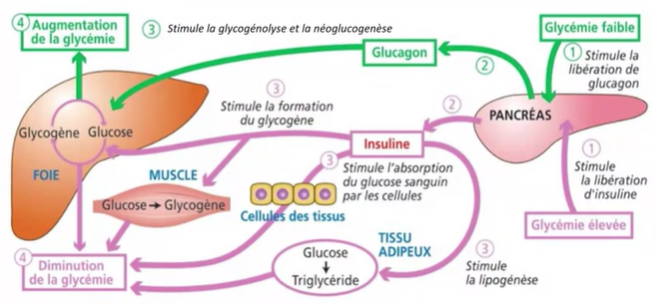 ④ Augmentation
de la glycémie
③ Stimule la glycogénolyse et la néoglucogenèse
Glycémie faible
Glucagon
① Stimule la
libération de
glucagon
②
③
Stimule la formation
du glycogène
②
PANCRÉAS
Glycogène Glucose
FOIE
Insuline
MUSCLE
Glucose → Glycogène
③ Stimule l'absorption
du glucose sanguin
par les cellules
Cellules des tissus
①
Stimule
la libération
d'insuline
Glycémie élevée
TISSU
ADIPEUX
Glucose
↓
Triglycéride
③
Stimule
la lipogénèse
④ Diminution
de la glycémie